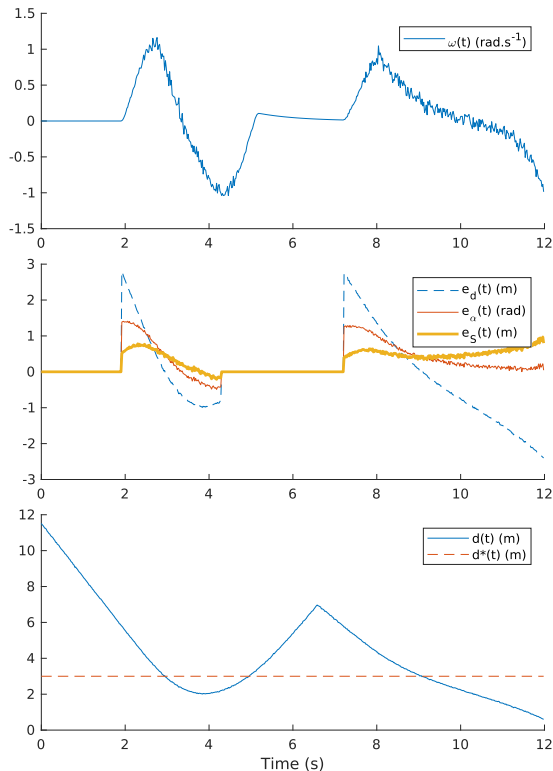 1.5
1
0.5
0
-0.5
-1
-1.5
0 2 4 6 8 10 12
ω(t) (rad.s⁻¹)
3
2
1
0
-1
-2
-3
0 2 4 6 8 10 12
e_d(t) (m)
e_α(t) (rad)
e_S(t) (m)
12
10
8
6
4
2
0
0 2 4 6 8 10 12
d(t) (m)
d*(t) (m)
Time (s)